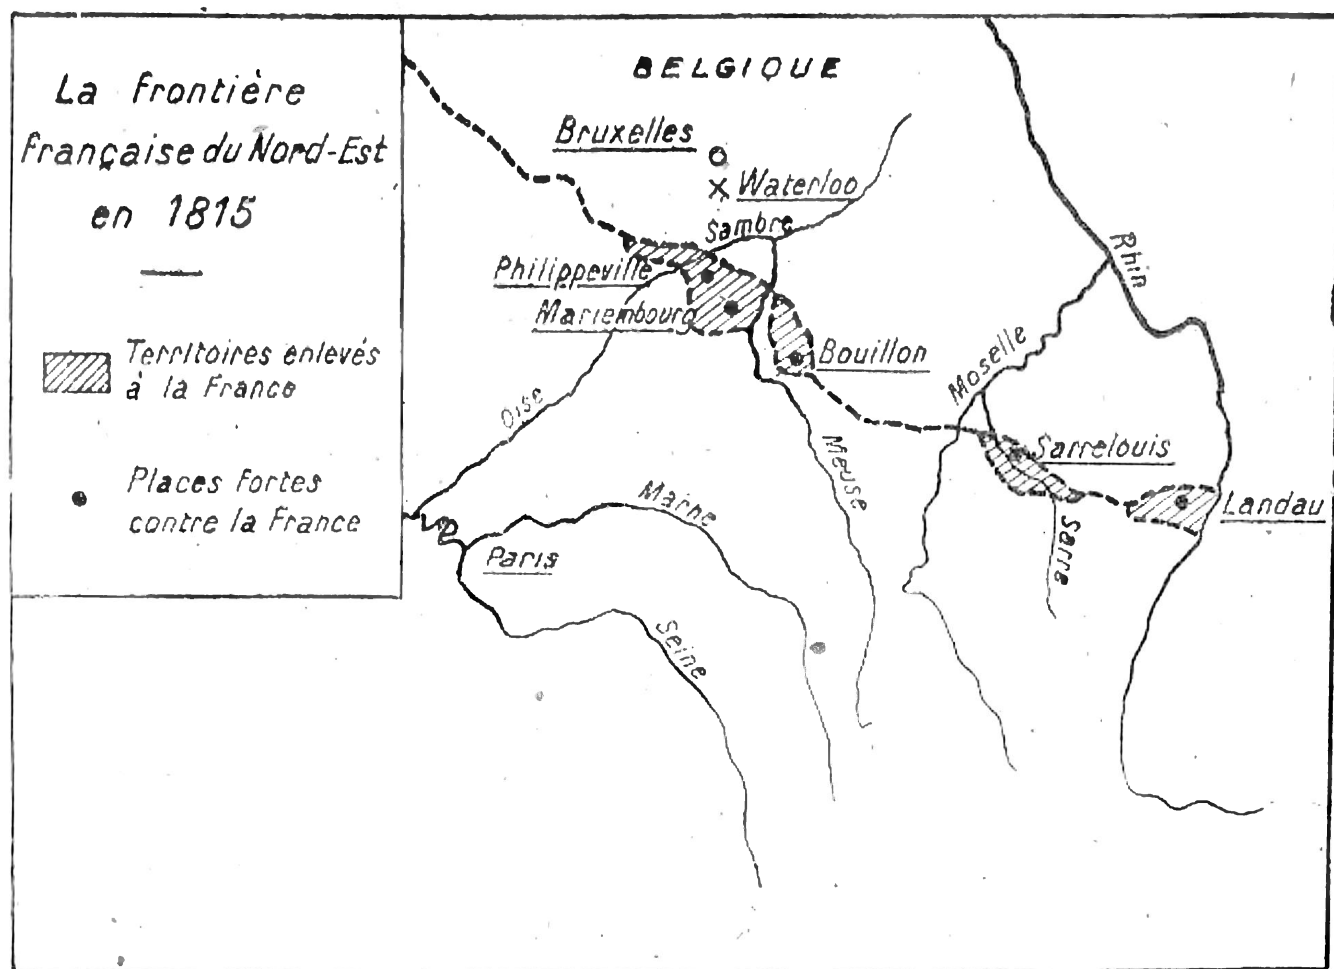 La frontière
française du Nord-Est
en 1815
Territoires enlevés
à la France
Places fortes
contre la France
BELGIQUE
Bruxelles
Waterloo
Sambre
Philippeville
Mariembourg
Bouillon
Rhin
Moselle
Oise
Meuse
Sarrelouis
Landau
Marne
Sarre
Paris
Seine